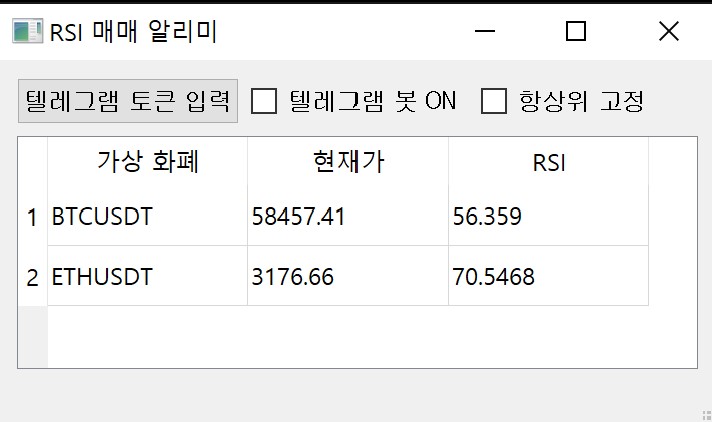 RSI 매매 알리미
텔레그램 토큰 입력 텔레그램 봇 ON 항상위 고정
가상 화폐 현재가 RSI
1 BTCUSDT 58457.41 56.359
2 ETHUSDT 3176.66 70.5468